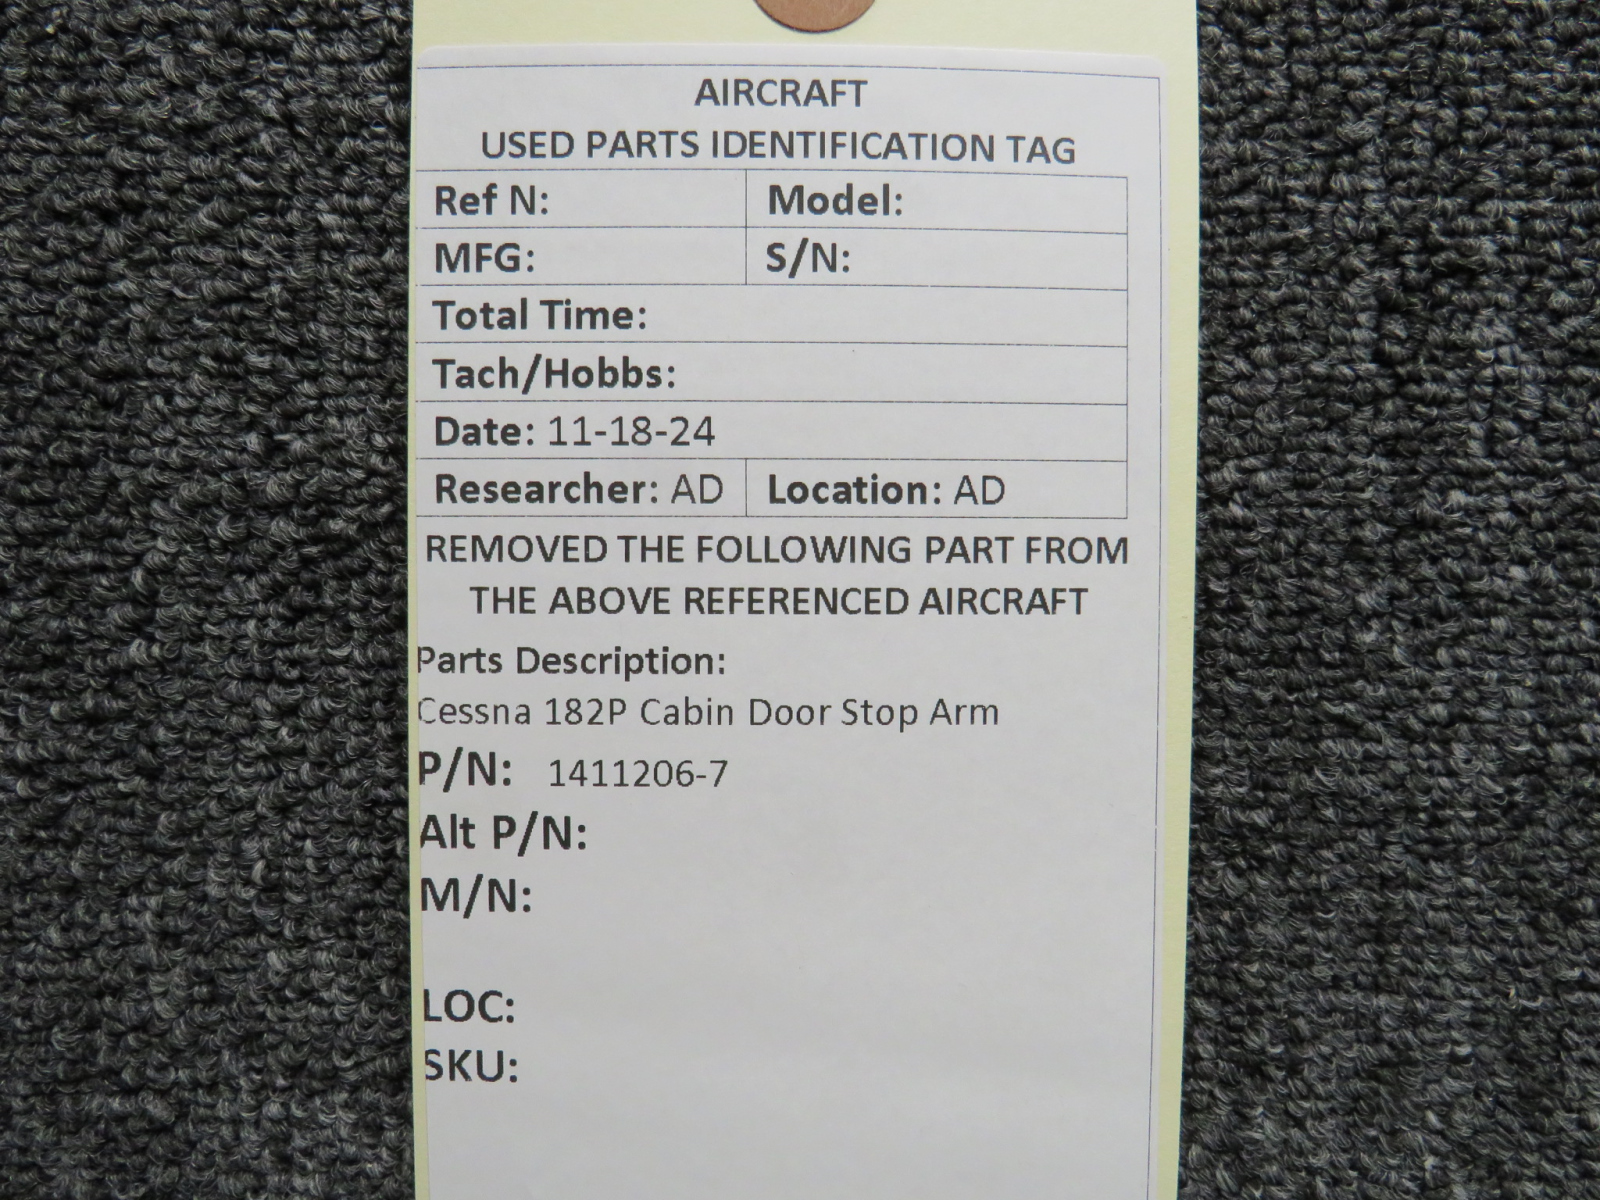 AIRCRAFT
USED PARTS IDENTIFICATION TAG
Ref N: Model:
MFG: S/N:
Total Time:
Tach/Hobbs:
Date: 11-18-24
Researcher: AD Location: AD
REMOVED THE FOLLOWING PART FROM
THE ABOVE REFERENCED AIRCRAFT
Parts Description:
Cessna 182P Cabin Door Stop Arm
P/N: 1411206-7
Alt P/N:
M/N:
LOC:
SKU: